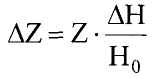 ΔZ = Z · ΔH / H₀